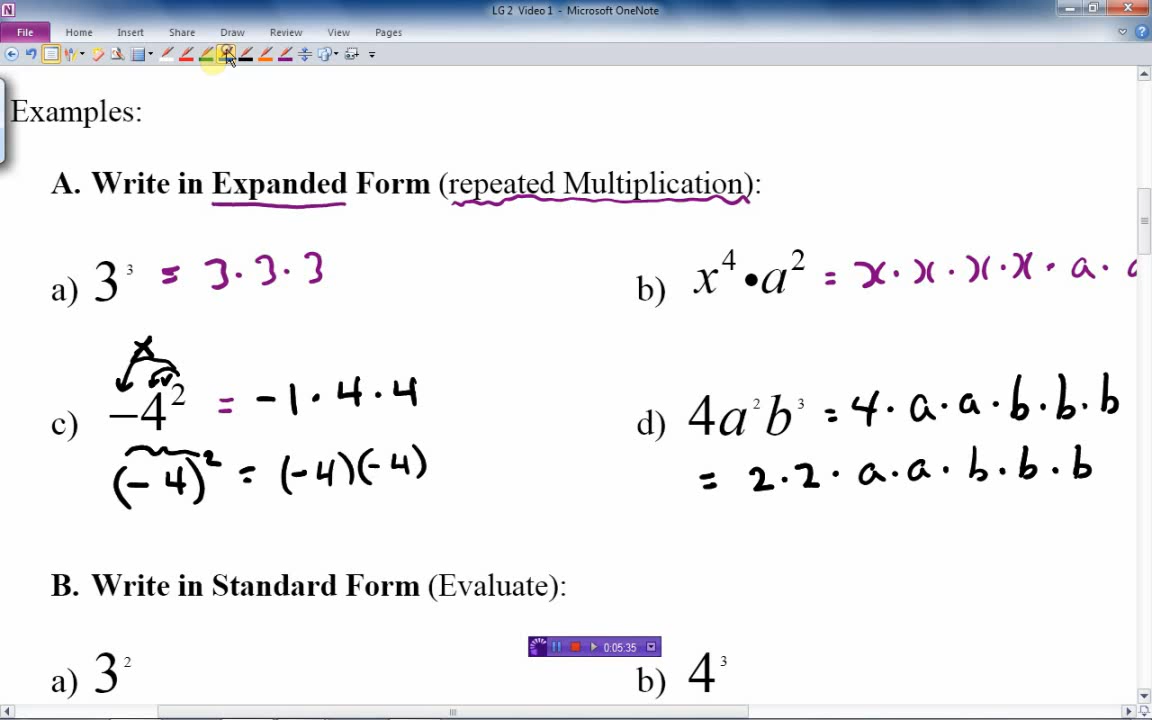 LG 2 Video 1 - Microsoft OneNote
File Home Insert Share Draw Review View Pages
Examples:
A. Write in Expanded Form (repeated Multiplication):
a) 3³ = 3·3·3
b) x⁴•a² = x·x·x·x·a·
c) −4² = −1·4·4
(−4)² = (−4)(−4)
d) 4a²b³ = 4·a·a·b·b·b
= 2·2·a·a·b·b·b
B. Write in Standard Form (Evaluate):
0:05:35
a) 3²
b) 4³